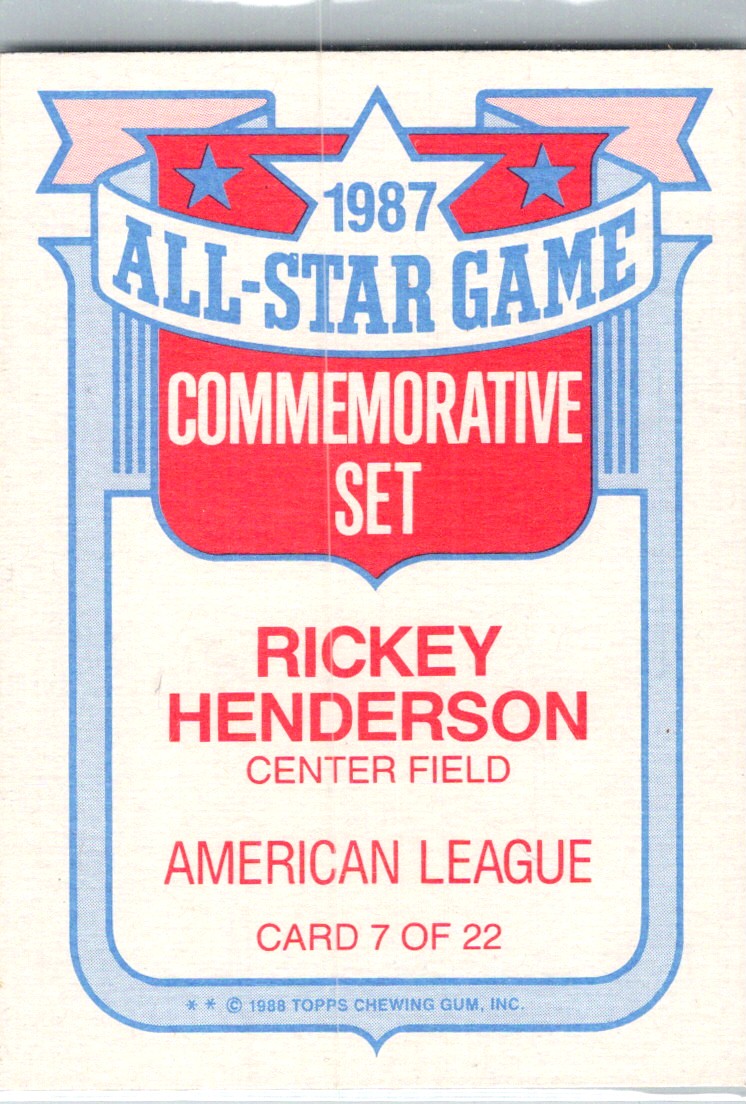 1987
ALL-STAR GAME
COMMEMORATIVE
SET
RICKEY
HENDERSON
CENTER FIELD
AMERICAN LEAGUE
CARD 7 OF 22
* * © 1988 TOPPS CHEWING GUM, INC.